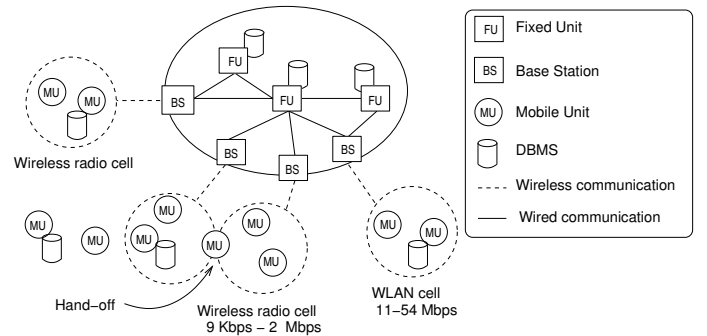 FU
FU
FU
FU Fixed Unit
BS
BS Base Station
MU
MU
MU Mobile Unit
DBMS
BS
BS
BS
Wireless radio cell
Wireless communication
Wired communication
MU
MU
MU
MU
MU
MU
MU
MU
MU
Hand–off
Wireless radio cell
9 Kbps – 2 Mbps
WLAN cell
11–54 Mbps